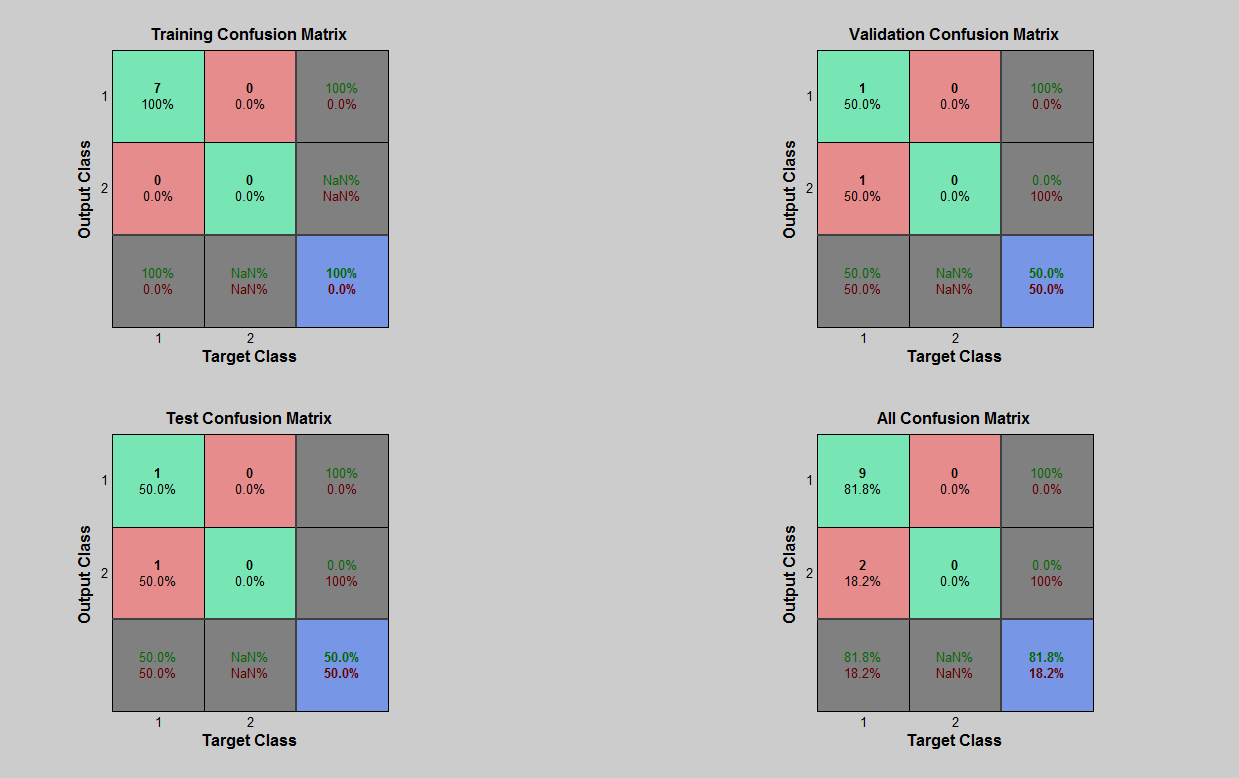 Training Confusion Matrix
7 0 100%
100% 0.0% 0.0%
1
0 0 NaN%
0.0% 0.0% NaN%
2
100% NaN% 100%
0.0% NaN% 0.0%
1 2
Target Class
Output Class
Validation Confusion Matrix
1 0 100%
50.0% 0.0% 0.0%
1
1 0 0.0%
50.0% 0.0% 100%
2
50.0% NaN% 50.0%
50.0% NaN% 50.0%
1 2
Target Class
Output Class
Test Confusion Matrix
1 0 100%
50.0% 0.0% 0.0%
1
1 0 0.0%
50.0% 0.0% 100%
2
50.0% NaN% 50.0%
50.0% NaN% 50.0%
1 2
Target Class
Output Class
All Confusion Matrix
9 0 100%
81.8% 0.0% 0.0%
1
2 0 0.0%
18.2% 0.0% 100%
2
81.8% NaN% 81.8%
18.2% NaN% 18.2%
1 2
Target Class
Output Class